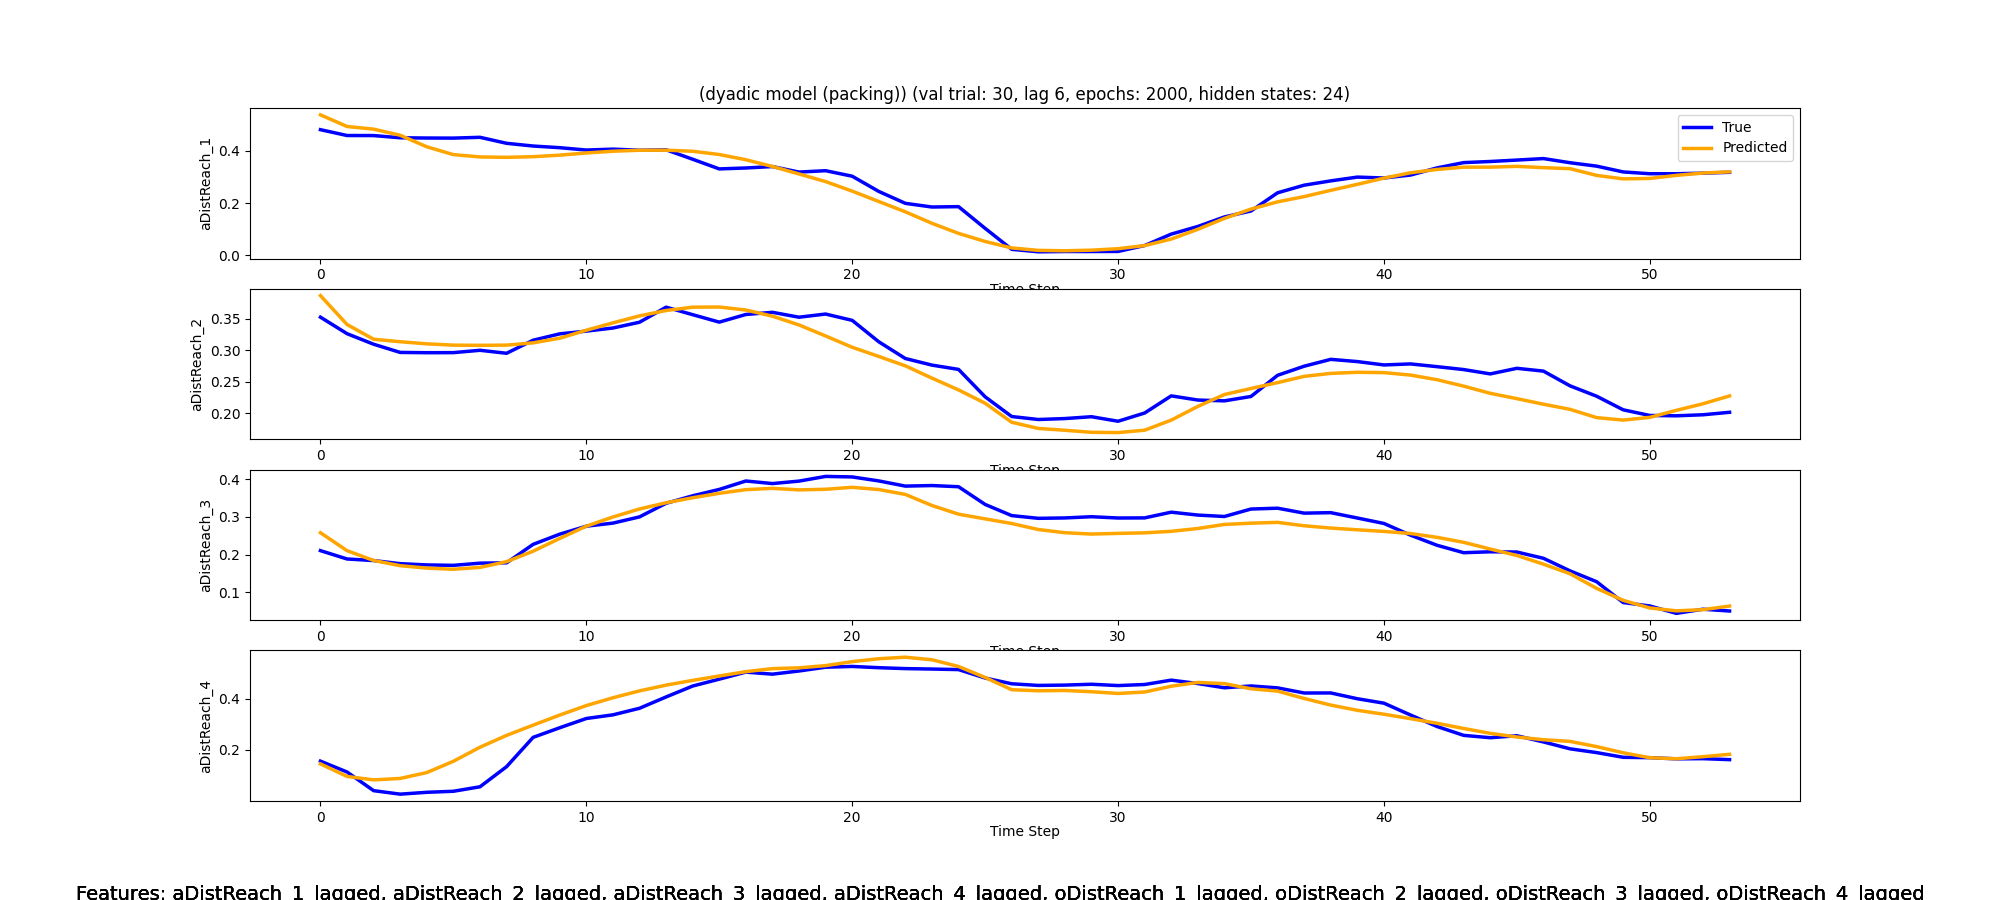 (dyadic model (packing)) (val trial: 30, lag 6, epochs: 2000, hidden states: 24)
True
Predicted
aDistReach_1
0.4
0.2
0.0
0 10 20 30 40 50
Time Step
aDistReach_2
0.35
0.30
0.25
0.20
0 10 20 30 40 50
Time Step
aDistReach_3
0.4
0.3
0.2
0.1
0 10 20 30 40 50
Time Step
aDistReach_4
0.4
0.2
0 10 20 30 40 50
Time Step
Features: aDistReach_1_lagged, aDistReach_2_lagged, aDistReach_3_lagged, aDistReach_4_lagged, oDistReach_1_lagged, oDistReach_2_lagged, oDistReach_3_lagged, oDistReach_4_lagged